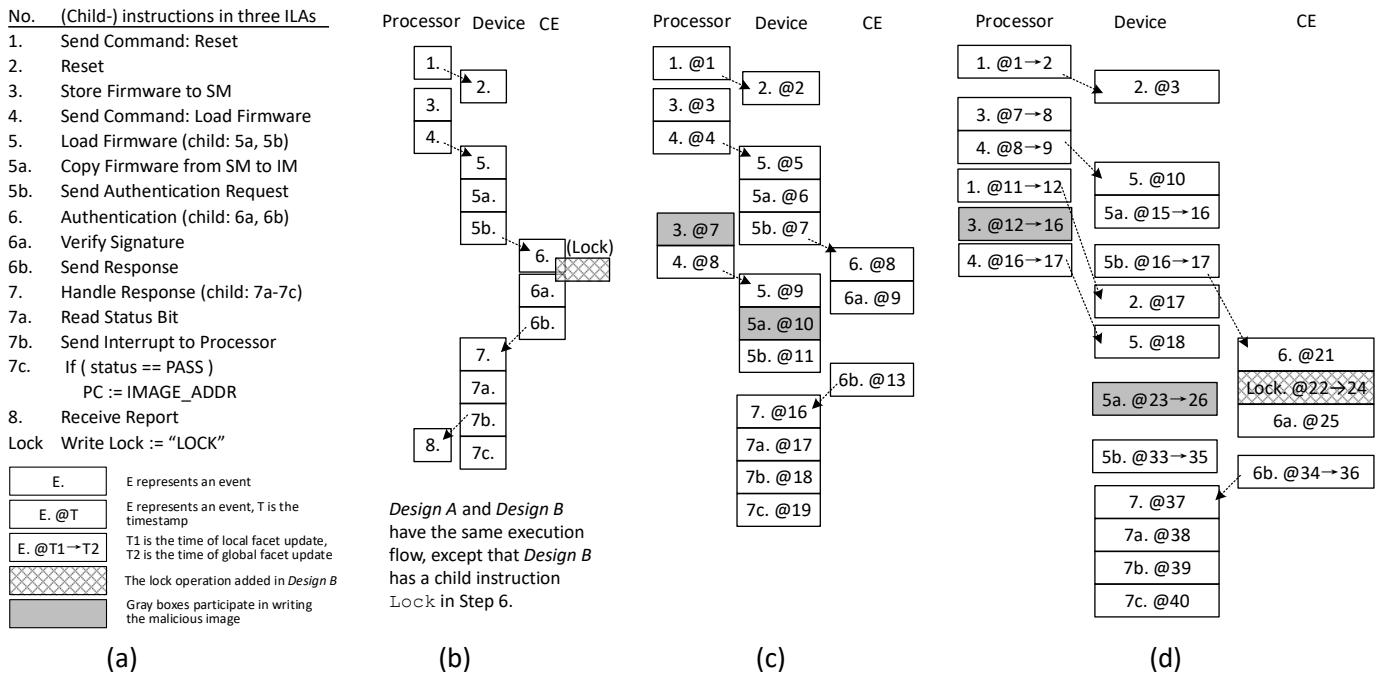 No. (Child-) instructions in three ILAs
1. Send Command: Reset
2. Reset
3. Store Firmware to SM
4. Send Command: Load Firmware
5. Load Firmware (child: 5a, 5b)
5a. Copy Firmware from SM to IM
5b. Send Authentication Request
6. Authentication (child: 6a, 6b)
6a. Verify Signature
6b. Send Response
7. Handle Response (child: 7a-7c)
7a. Read Status Bit
7b. Send Interrupt to Processor
7c. If ( status == PASS )
PC := IMAGE_ADDR
8. Receive Report
Lock Write Lock := “LOCK”
E. E represents an event
E. @T E represents an event, T is the
timestamp
E. @T1→T2 T1 is the time of local facet update,
T2 is the time of global facet update
The lock operation added in Design B
Gray boxes participate in writing
the malicious image
(a)
Processor Device CE
1.
2.
3.
4.
5.
5a.
5b.
6. (Lock)
6a.
6b.
7.
7a.
7b.
8.
7c.
Design A and Design B
have the same execution
flow, except that Design B
has a child instruction
Lock in Step 6.
(b)
Processor Device CE
1. @1
2. @2
3. @3
4. @4
5. @5
5a. @6
3. @7 5b. @7
4. @8 6. @8
5. @9 6a. @9
5a. @10
5b. @11
6b. @13
7. @16
7a. @17
7b. @18
7c. @19
(c)
Processor Device CE
1. @1→2
2. @3
3. @7→8
4. @8→9
5. @10
1. @11→12
5a. @15→16
3. @12→16
4. @16→17 5b. @16→17
2. @17
5. @18
6. @21
Lock. @22→24
5a. @23→26
6a. @25
5b. @33→35
6b. @34→36
7. @37
7a. @38
7b. @39
7c. @40
(d)